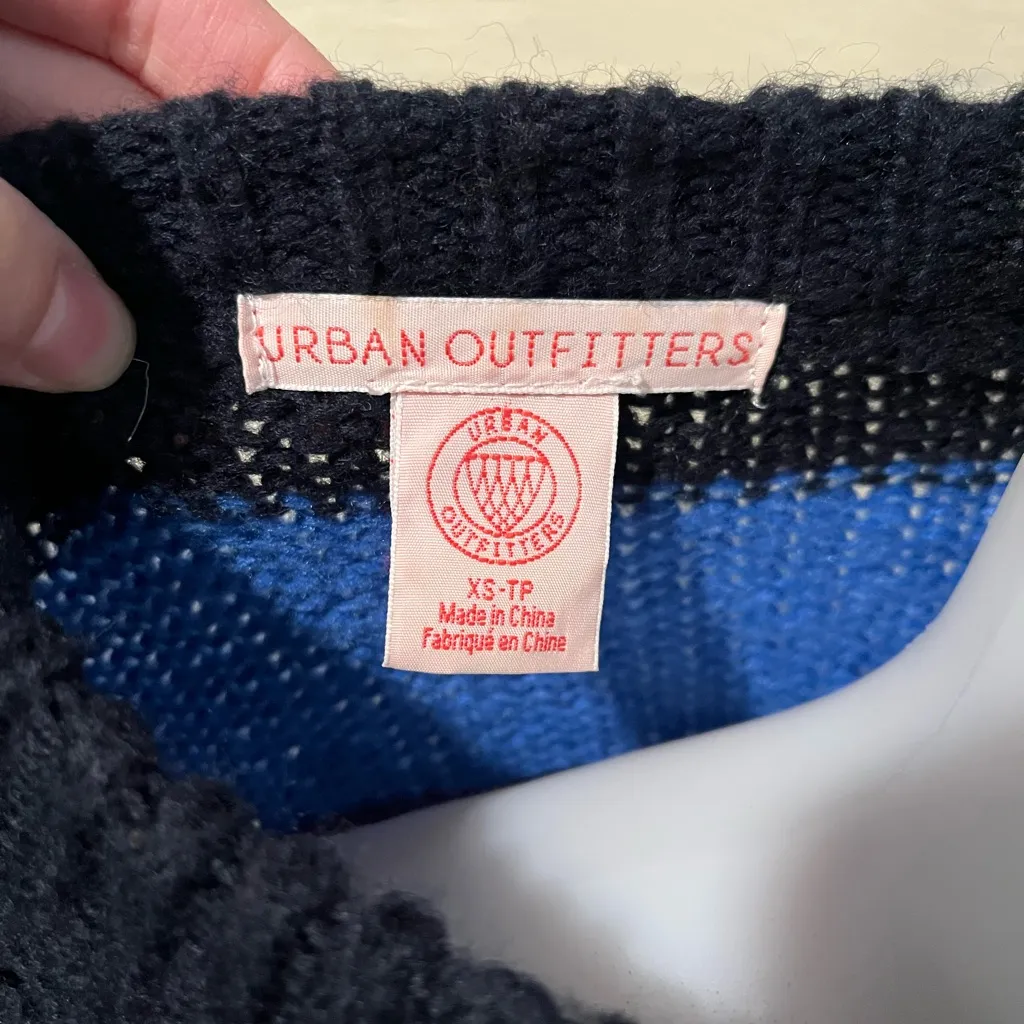 URBAN OUTFITTERS
URBAN
OUTFITTERS
XS-TP
Made in China
Fabriqué en Chine